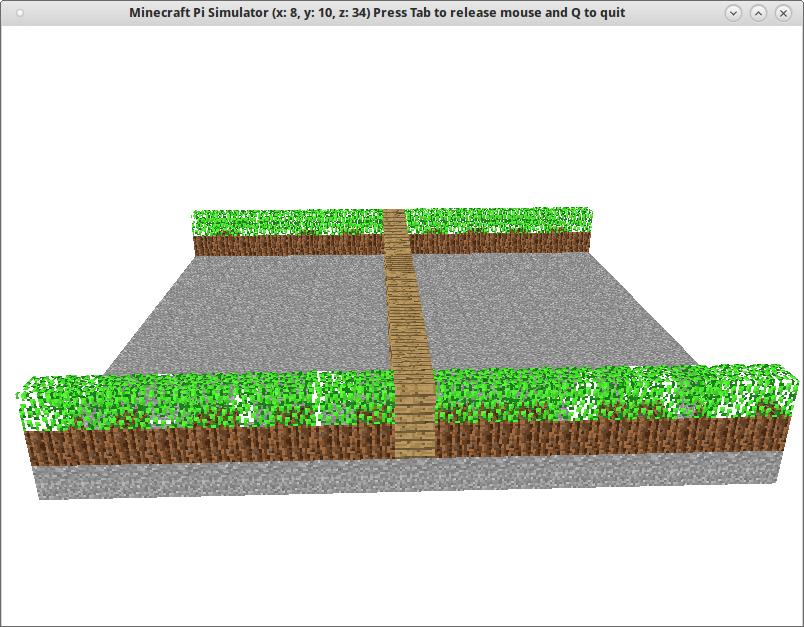 Minecraft Pi Simulator (x: 8, y: 10, z: 34) Press Tab to release mouse and Q to quit